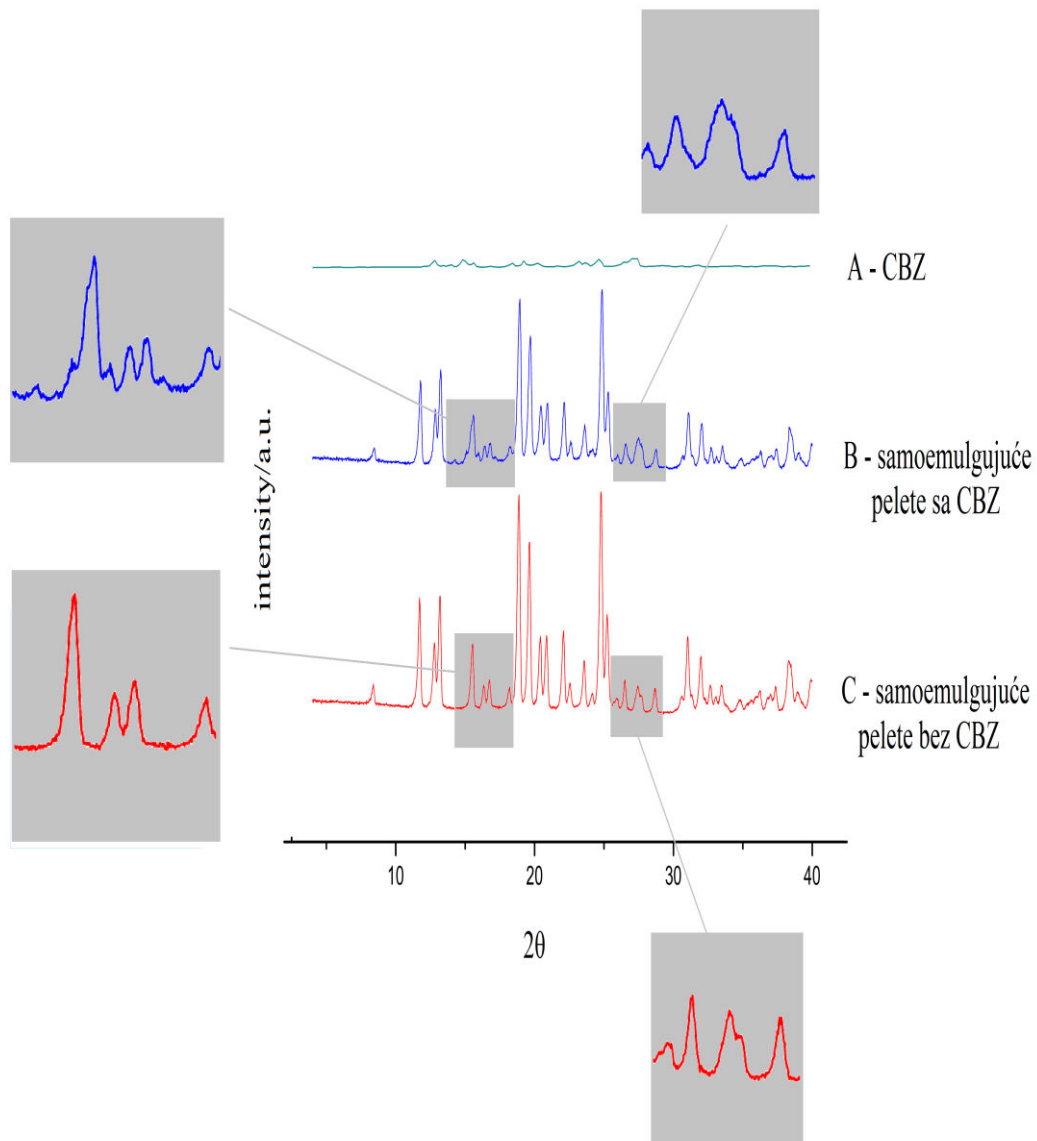 A - CBZ
B - samoemulgujuće
pelete sa CBZ
intensity/a.u.
C - samoemulgujuće
pelete bez CBZ
10
20
30
40
2θ